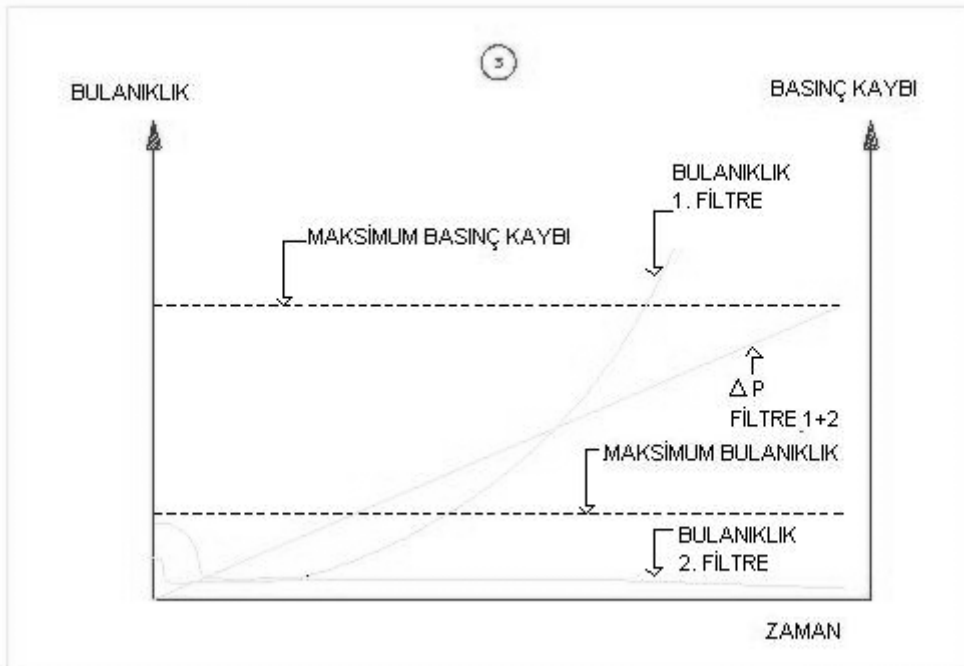 3
BULANIKLIK
BASINÇ KAYBI
BULANIKLIK
1. FİLTRE
MAKSİMUM BASINÇ KAYBI
Δ P
FİLTRE 1+2
MAKSİMUM BULANIKLIK
BULANIKLIK
2. FİLTRE
ZAMAN